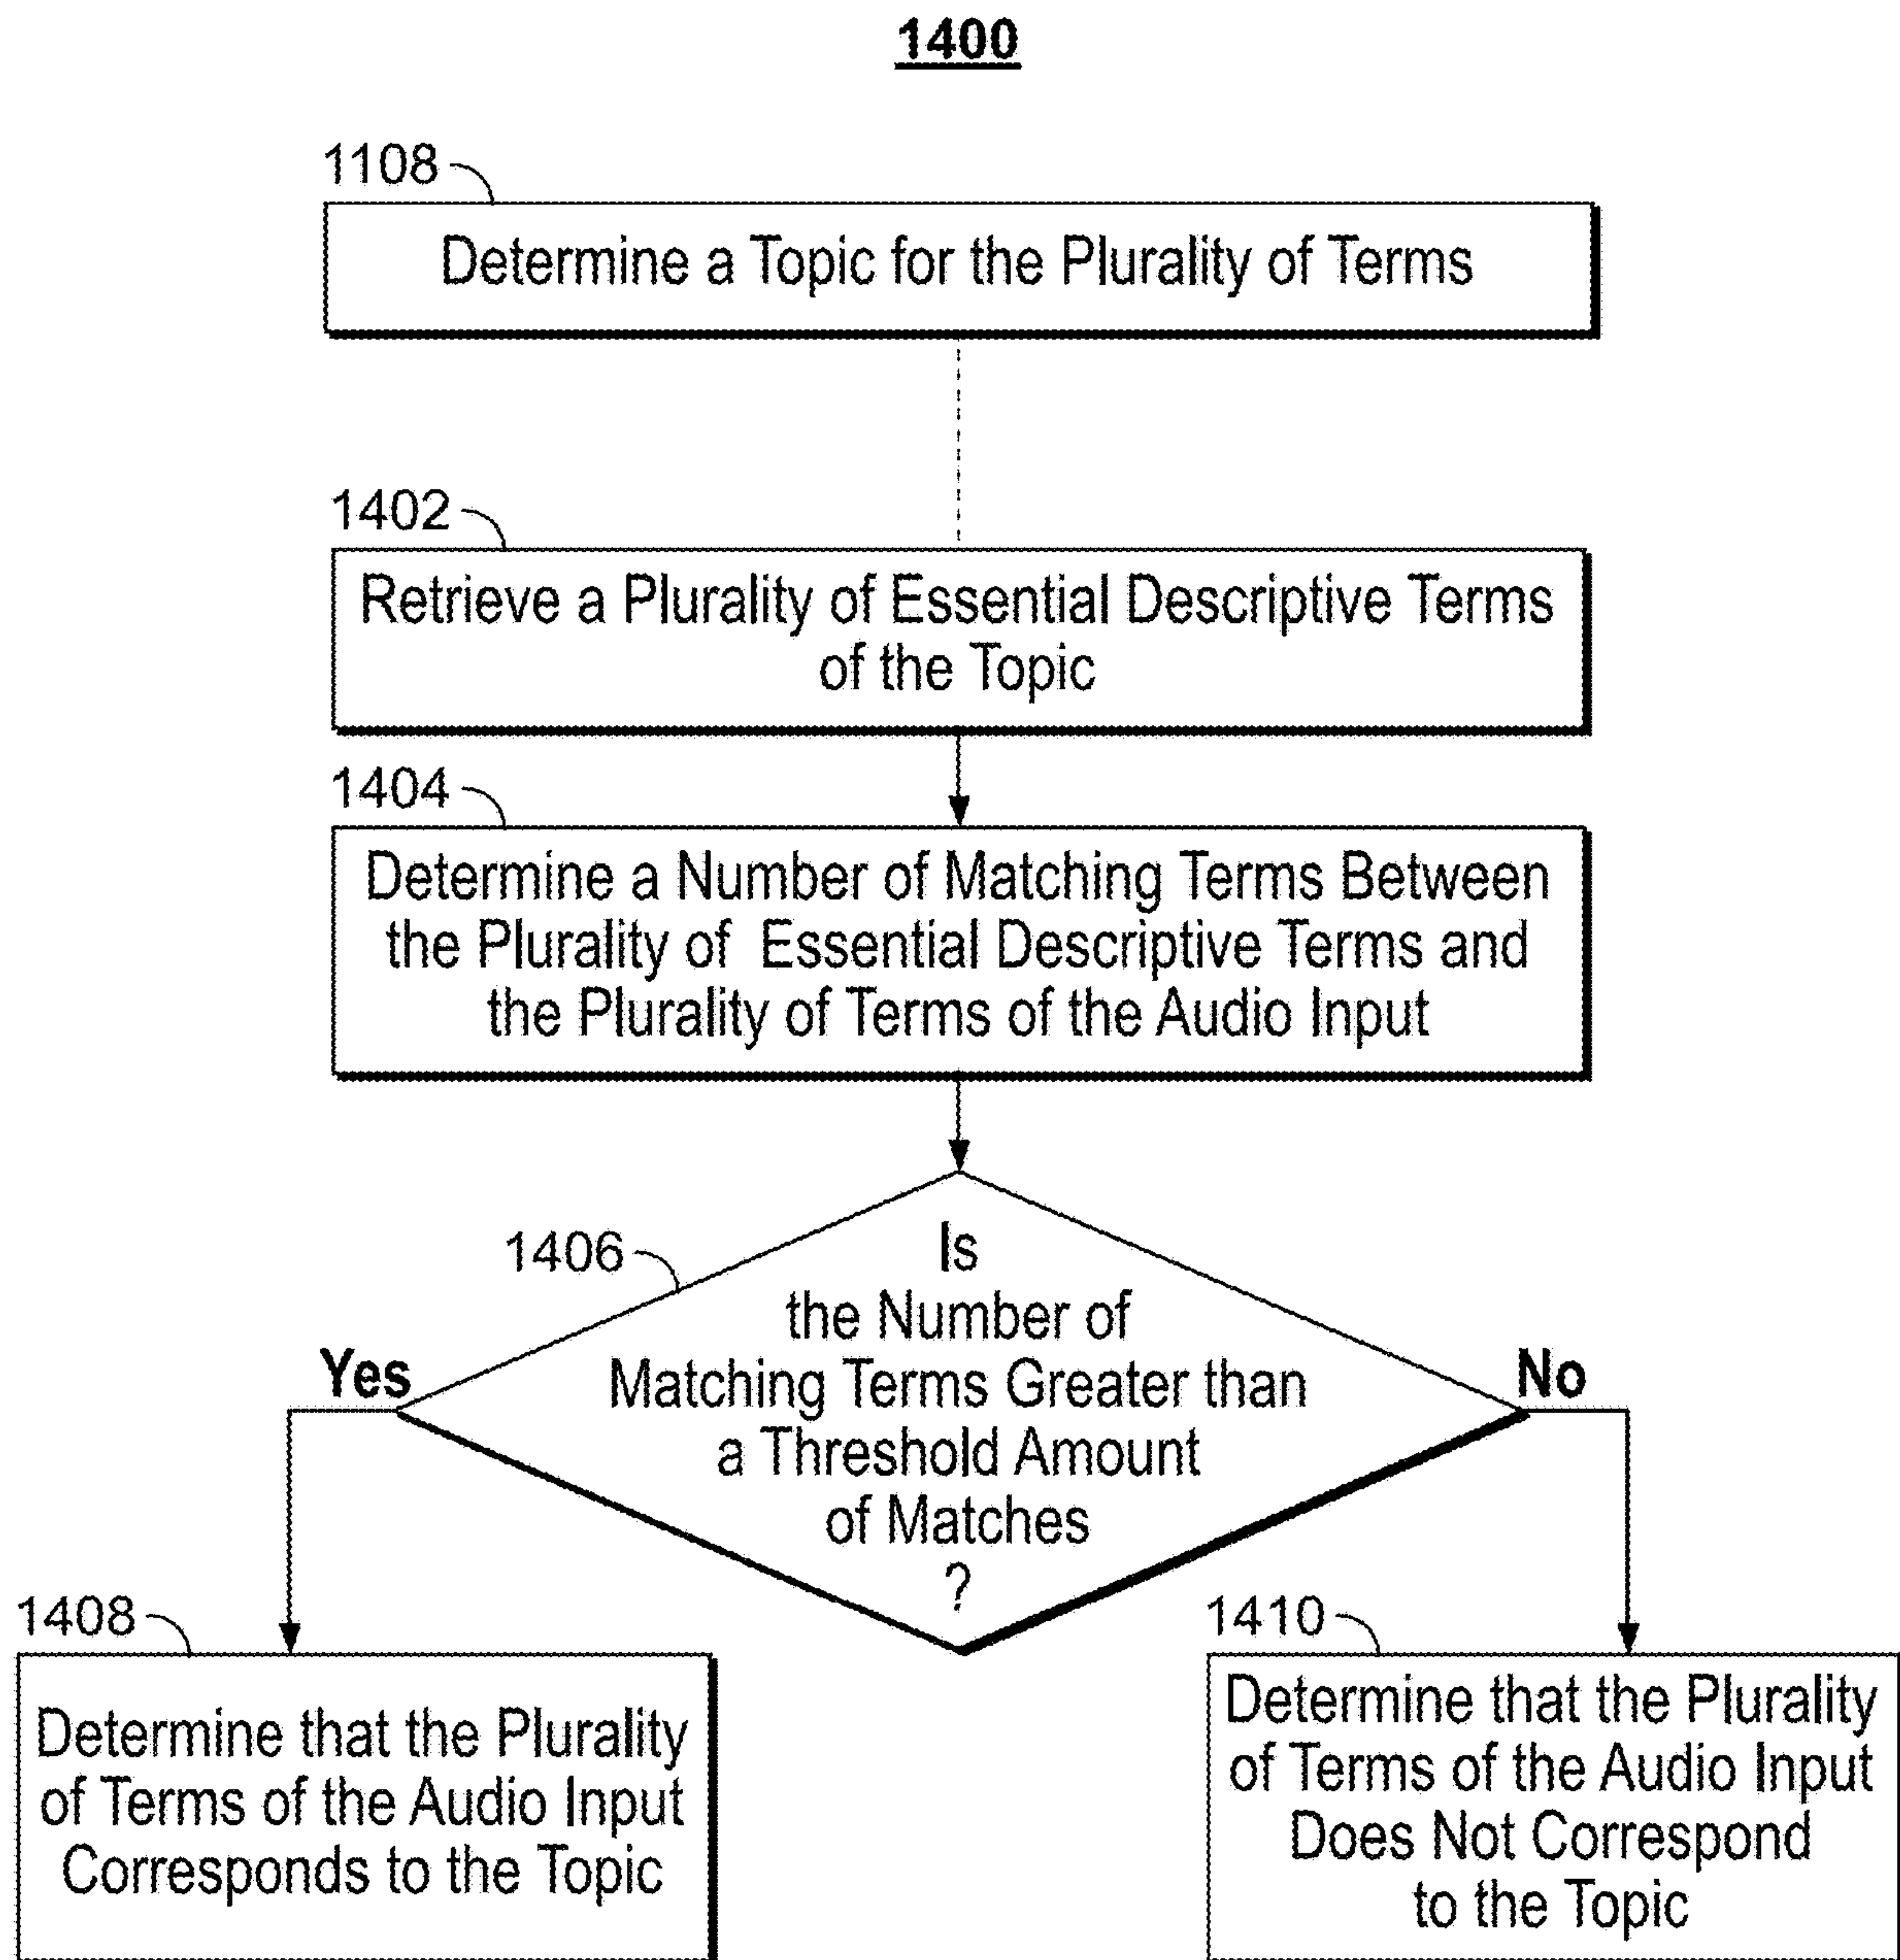 1400
1108
Determine a Topic for the Plurality of Terms
1402
Retrieve a Plurality of Essential Descriptive Terms
of the Topic
1404
Determine a Number of Matching Terms Between
the Plurality of Essential Descriptive Terms and
the Plurality of Terms of the Audio Input
1406
Is
the Number of
Matching Terms Greater than
a Threshold Amount
of Matches
?
Yes
No
1408
Determine that the Plurality
of Terms of the Audio Input
Corresponds to the Topic
1410
Determine that the Plurality
of Terms of the Audio Input
Does Not Correspond
to the Topic